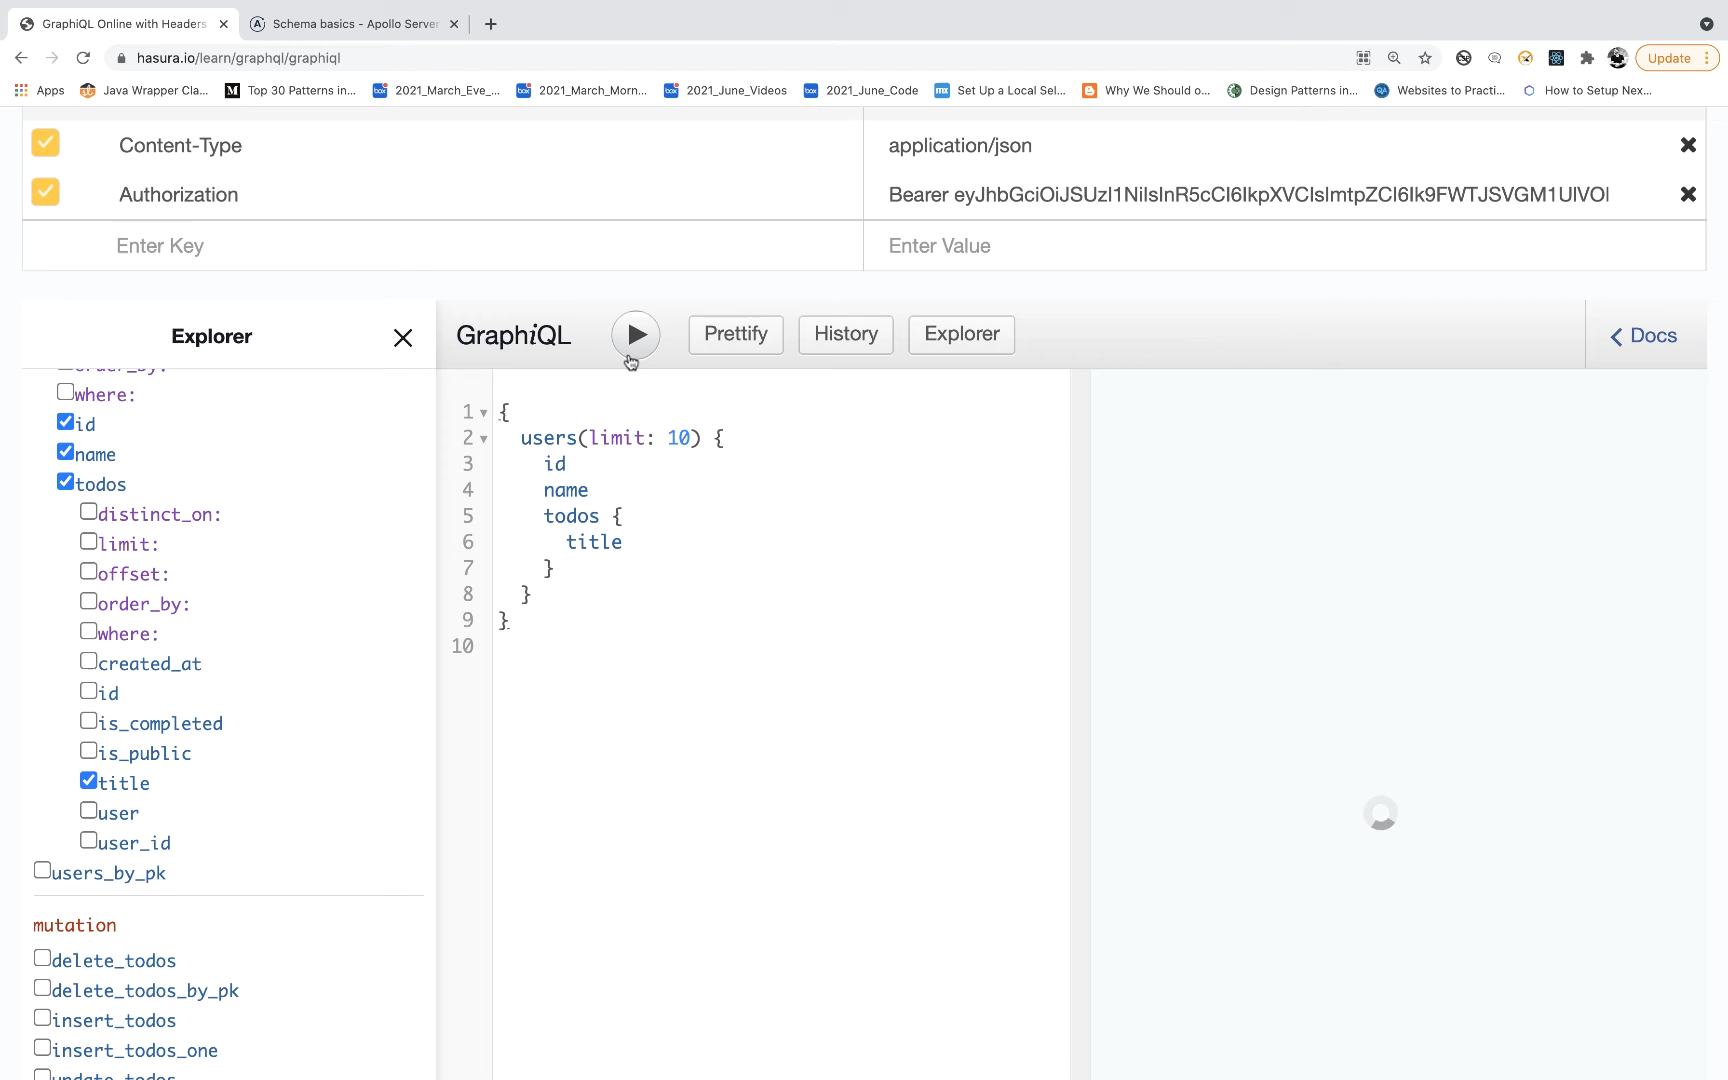 GraphiQL Online with Headers
Schema basics - Apollo Server
hasura.io/learn/graphql/graphiql
Update
Apps
Java Wrapper Cla...
Top 30 Patterns in...
2021_March_Eve_...
2021_March_Morn...
2021_June_Videos
2021_June_Code
Set Up a Local Sel...
Why We Should o...
Design Patterns in...
Websites to Practi...
How to Setup Nex...
Content-Type
application/json
Authorization
Enter Key
Enter Value
Explorer
GraphiQL
Prettify
History
Explorer
Docs
where:
id
name
todos
distinct_on:
limit:
offset:
order_by:
where:
created_at
id
is_completed
is_public
title
user
user_id
users_by_pk
mutation
delete_todos
delete_todos_by_pk
insert_todos
insert_todos_one
1 {
2 users(limit: 10) {
3 id
4 name
5 todos {
6 title
7 }
8 }
9 }
10